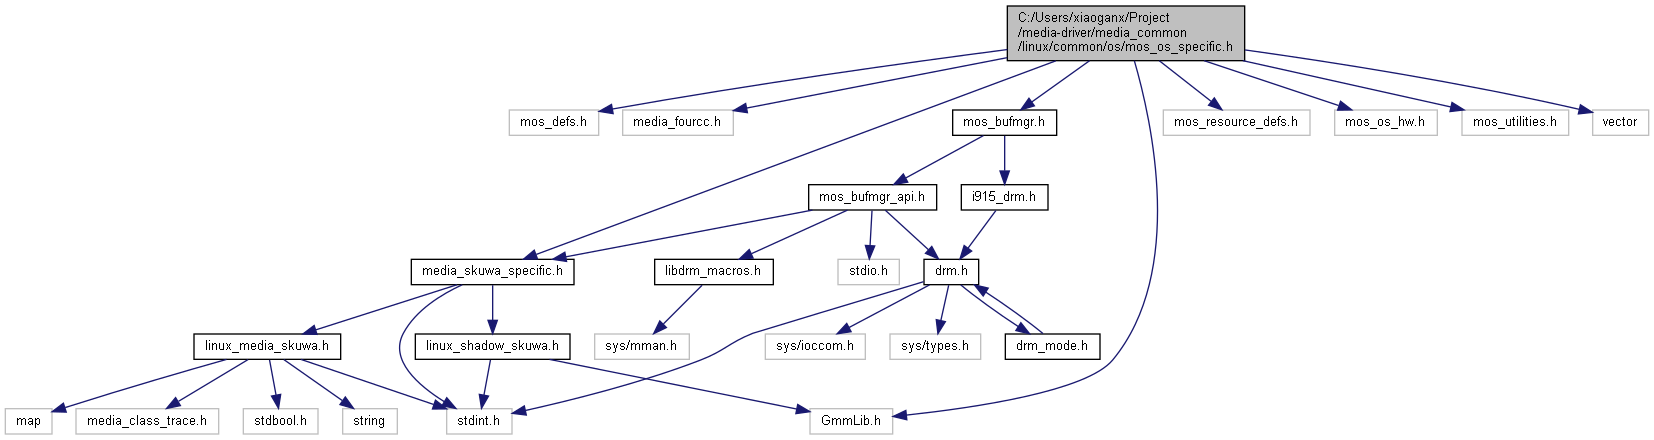 C:/Users/xiaoganx/Project
/media-driver/media_common
/linux/common/os/mos_os_specific.h
mos_defs.h
media_fourcc.h
mos_bufmgr.h
mos_resource_defs.h
mos_os_hw.h
mos_utilities.h
vector
mos_bufmgr_api.h
i915_drm.h
media_skuwa_specific.h
libdrm_macros.h
stdio.h
drm.h
linux_media_skuwa.h
linux_shadow_skuwa.h
sys/mman.h
sys/ioccom.h
sys/types.h
drm_mode.h
map
media_class_trace.h
stdbool.h
string
stdint.h
GmmLib.h